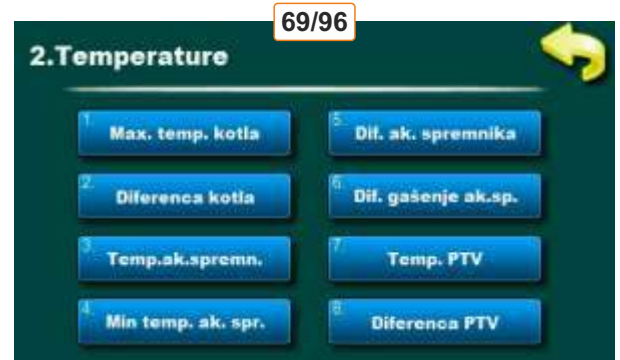 69/96
2.Temperature
1. Max. temp. kotla
2. Diferenca kotla
3. Temp.ak.spremn.
4. Min temp. ak. spr.
5. Dif. ak. spremnika
6. Dif. gašenje ak.sp.
7. Temp. PTV
8. Diferenca PTV